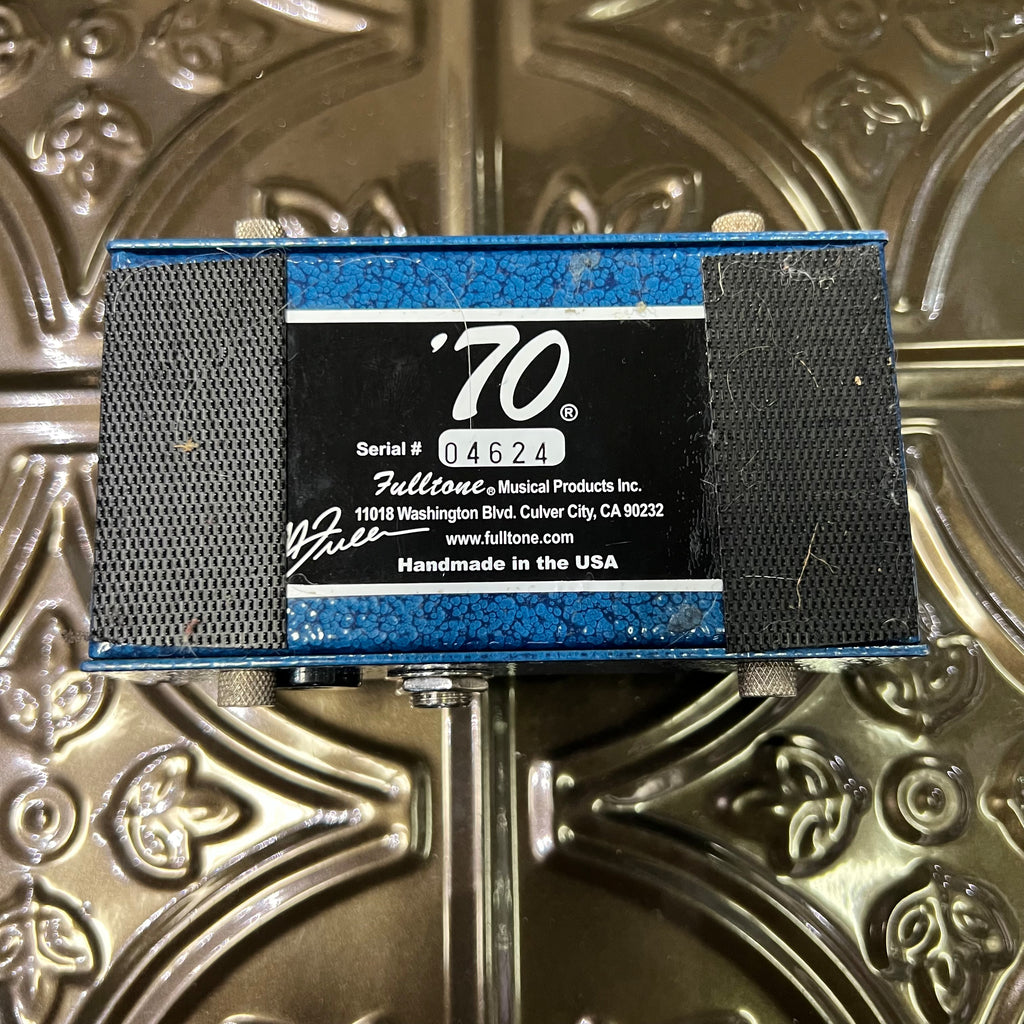 '70®
Serial # 04624
Fulltone® Musical Products Inc.
11018 Washington Blvd. Culver City, CA 90232
www.fulltone.com
Handmade in the USA